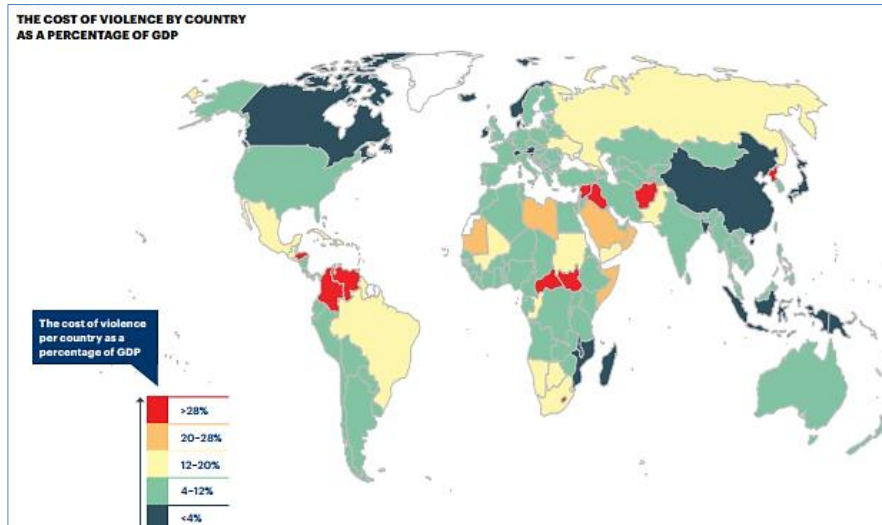 THE COST OF VIOLENCE BY COUNTRY
AS A PERCENTAGE OF GDP
The cost of violence
per country as a
percentage of GDP
>28%
20–28%
12–20%
4–12%
<4%